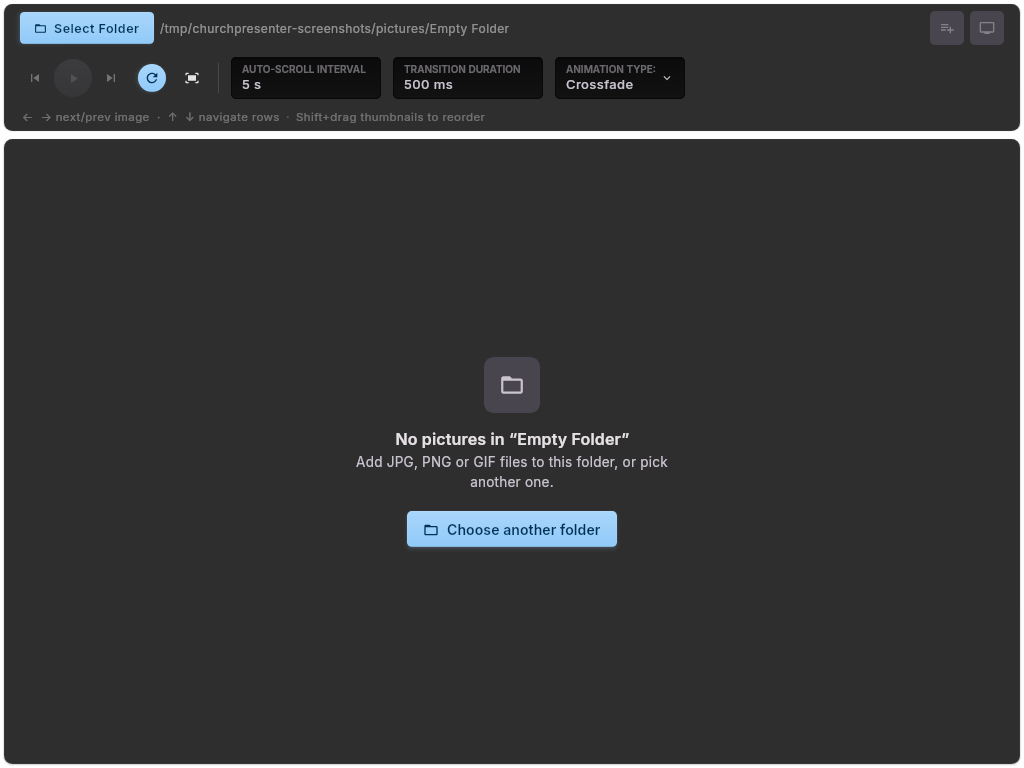 Select Folder /tmp/churchpresenter-screenshots/pictures/Empty Folder
AUTO-SCROLL INTERVAL
5 s
TRANSITION DURATION
500 ms
ANIMATION TYPE:
Crossfade
← → next/prev image · ↑ ↓ navigate rows · Shift+drag thumbnails to reorder
No pictures in “Empty Folder”
Add JPG, PNG or GIF files to this folder, or pick
another one.
Choose another folder